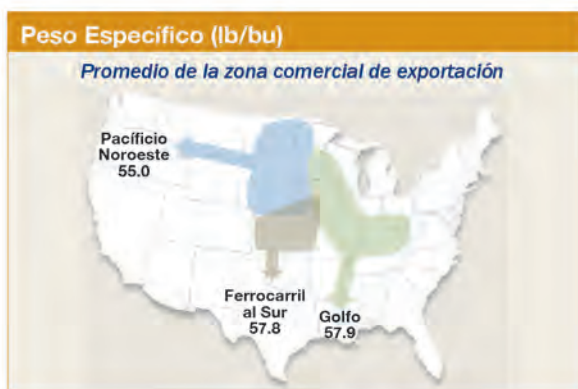 Peso Específico (lb/bu)
Promedio de la zona comercial de exportación
Pacíficio
Noroeste
55.0
Ferrocarril
al Sur
57.8
Golfo
57.9